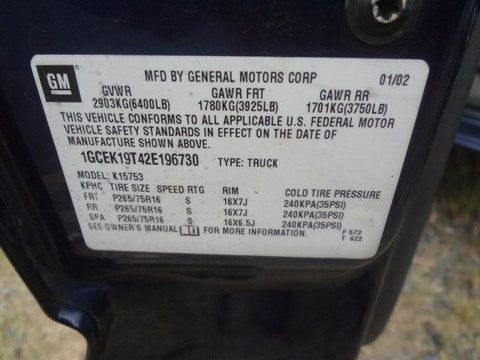 GM
MFD BY GENERAL MOTORS CORP 01/02
GVWR GAWR FRT GAWR RR
2903KG(6400LB) 1780KG(3925LB) 1701KG(3750LB)
THIS VEHICLE CONFORMS TO ALL APPLICABLE U.S. FEDERAL MOTOR
VEHICLE SAFETY STANDARDS IN EFFECT ON THE DATE OF
MANUFACTURE SHOWN ABOVE.
1GCEK19T42E196730 TYPE: TRUCK
MODEL: K15753
KPHC TIRE SIZE SPEED RTG RIM COLD TIRE PRESSURE
FRT P265/75R16 S 16X7J 240KPA(35PSI)
RR P265/75R16 S 16X7J 240KPA(35PSI)
SPA P265/75R16 S 16X6.5J 240KPA(35PSI)
SEE OWNER'S MANUAL FOR MORE INFORMATION.
F 573
T 622